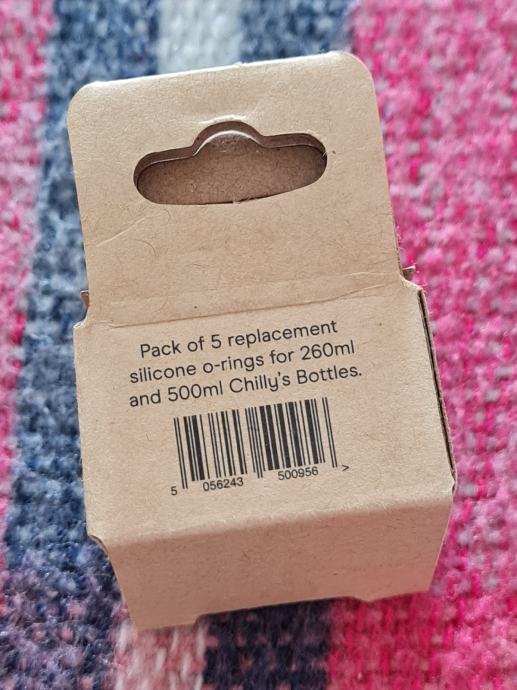 Pack of 5 replacement
silicone o-rings for 260ml
and 500ml Chilly's Bottles.
5 056243 500956 >